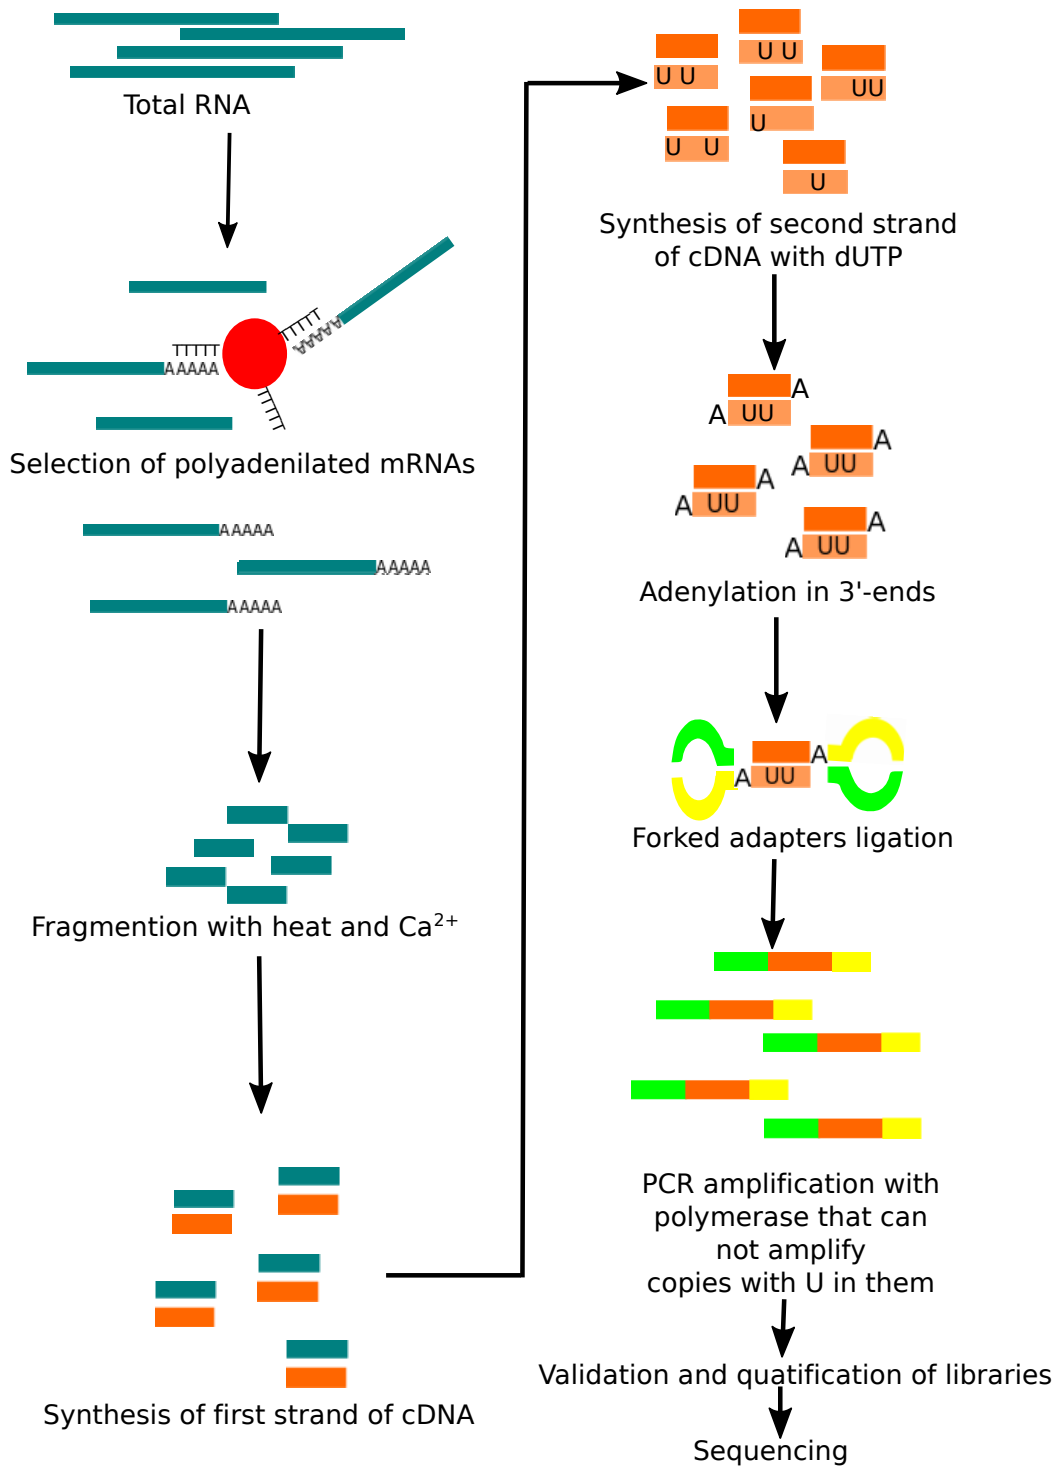 Total RNA
TTTTT
AAAAA
TTTTT
AAAAA
TTTTT
Selection of polyadenilated mRNAs
AAAAA
AAAAA
AAAAA
Fragmention with heat and Ca²⁺
Synthesis of first strand of cDNA
U U
U U
UU
U
U U
U
Synthesis of second strand
of cDNA with dUTP
A
A UU
A
A UU
A
A UU
A
A UU
Adenylation in 3'-ends
A
A UU
Forked adapters ligation
PCR amplification with
polymerase that can
not amplify
copies with U in them
Validation and quatification of libraries
Sequencing